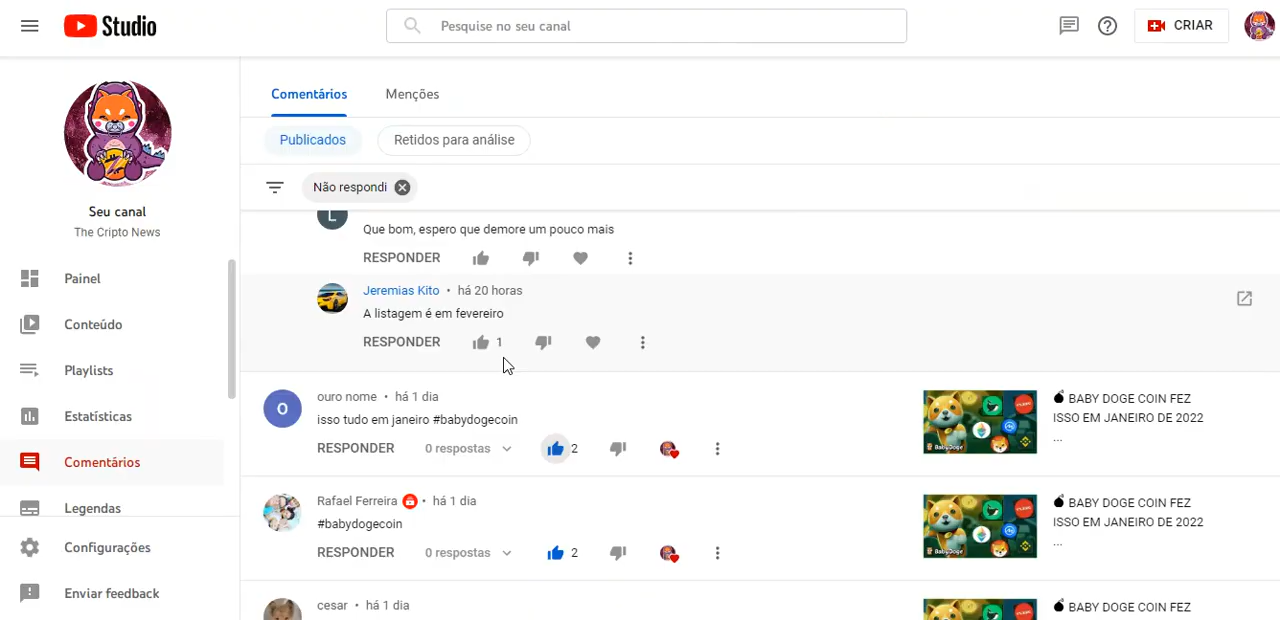 Studio
Pesquise no seu canal
CRIAR
Seu canal
The Cripto News
Painel
Conteúdo
Playlists
Estatísticas
Comentários
Legendas
Configurações
Enviar feedback
Comentários Menções
Publicados Retidos para análise
Não respondi
L
Que bom, espero que demore um pouco mais
RESPONDER
Jeremias Kito • há 20 horas
A listagem é em fevereiro
RESPONDER 1
O
ouro nome • há 1 dia
isso tudo em janeiro #babydogecoin
RESPONDER 0 respostas 2
BabyDoge
BABY DOGE COIN FEZ
ISSO EM JANEIRO DE 2022
...
Rafael Ferreira • há 1 dia
#babydogecoin
RESPONDER 0 respostas 2
BabyDoge
BABY DOGE COIN FEZ
ISSO EM JANEIRO DE 2022
...
cesar • há 1 dia
BABY DOGE COIN FEZ